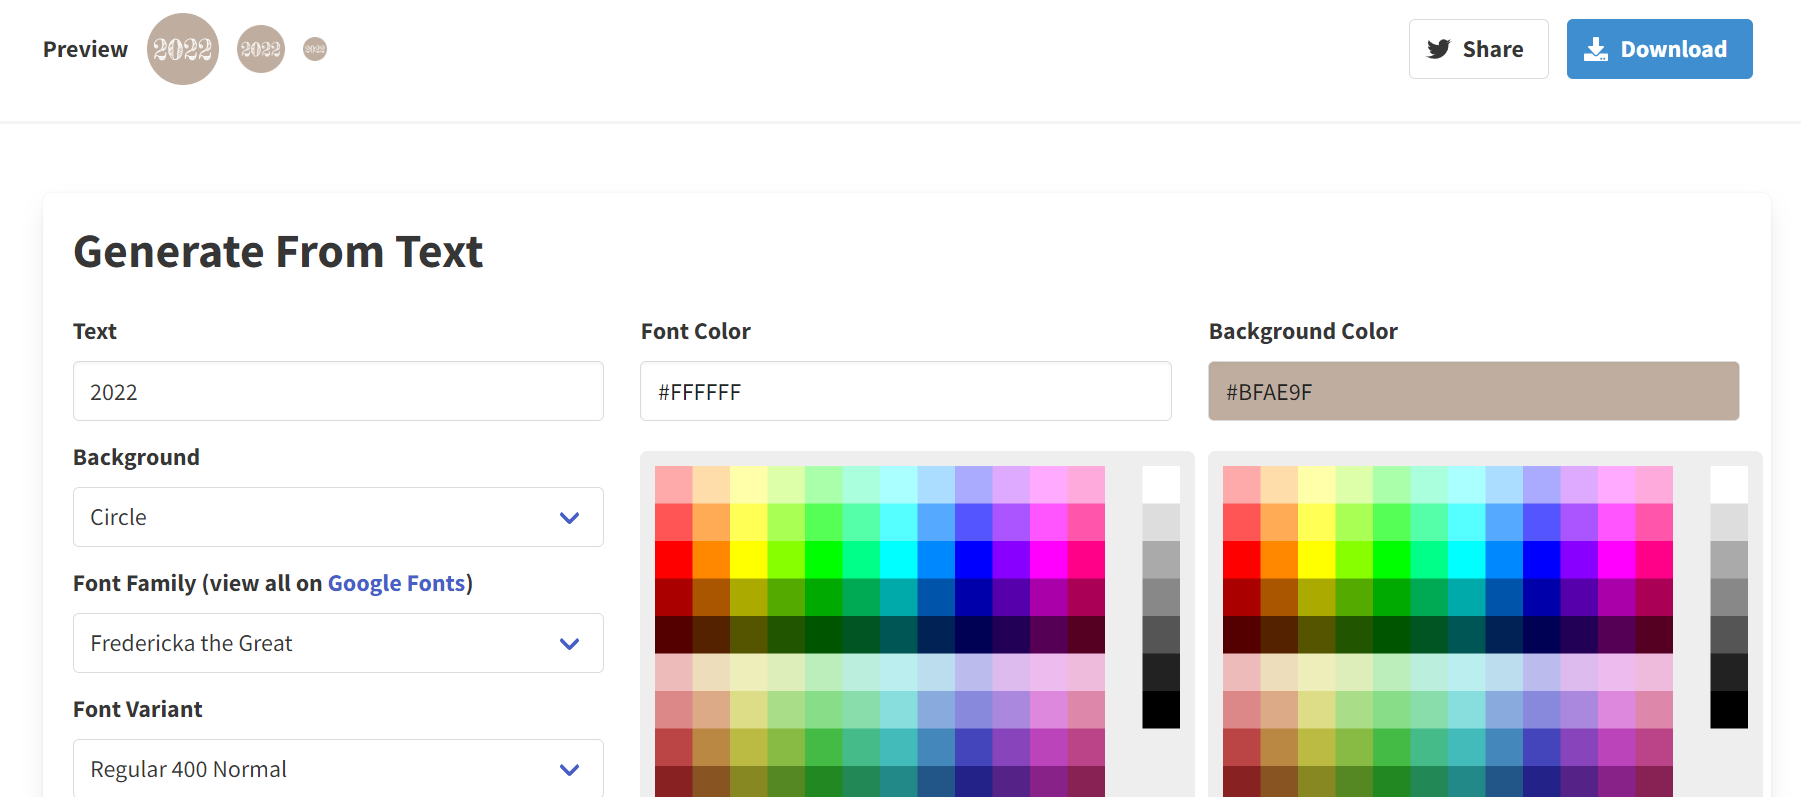 Preview 2022 2022 2022 Share Download
Generate From Text
Text Font Color Background Color
2022 #FFFFFF #BFAE9F
Background
Circle
Font Family (view all on Google Fonts)
Fredericka the Great
Font Variant
Regular 400 Normal